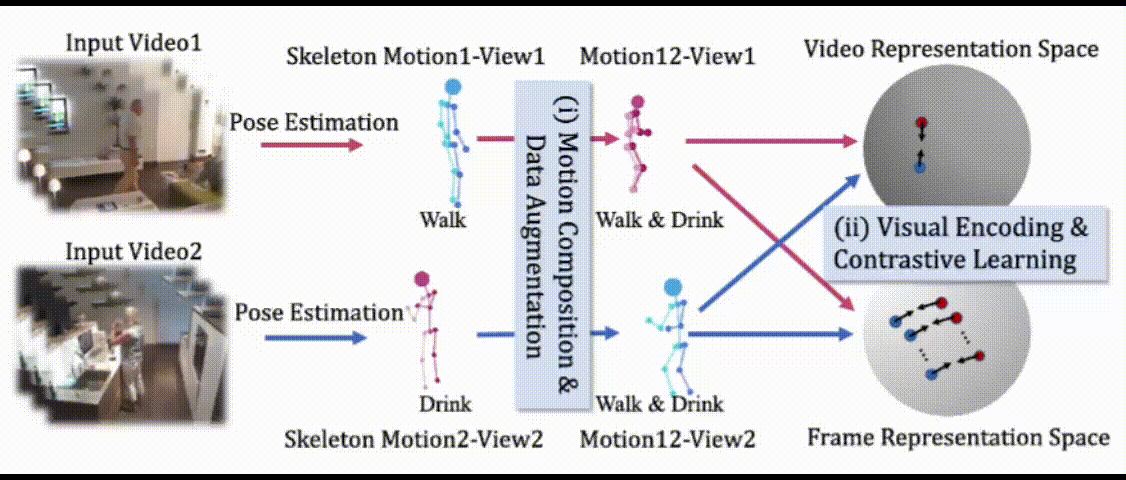 Input Video1
Skeleton Motion1-View1
Motion12-View1
Video Representation Space
Pose Estimation
(i) Motion Composition &
Data Augmentation
Walk
Walk & Drink
(ii) Visual Encoding &
Contrastive Learning
Input Video2
Pose Estimation
Drink
Walk & Drink
Skeleton Motion2-View2
Motion12-View2
Frame Representation Space